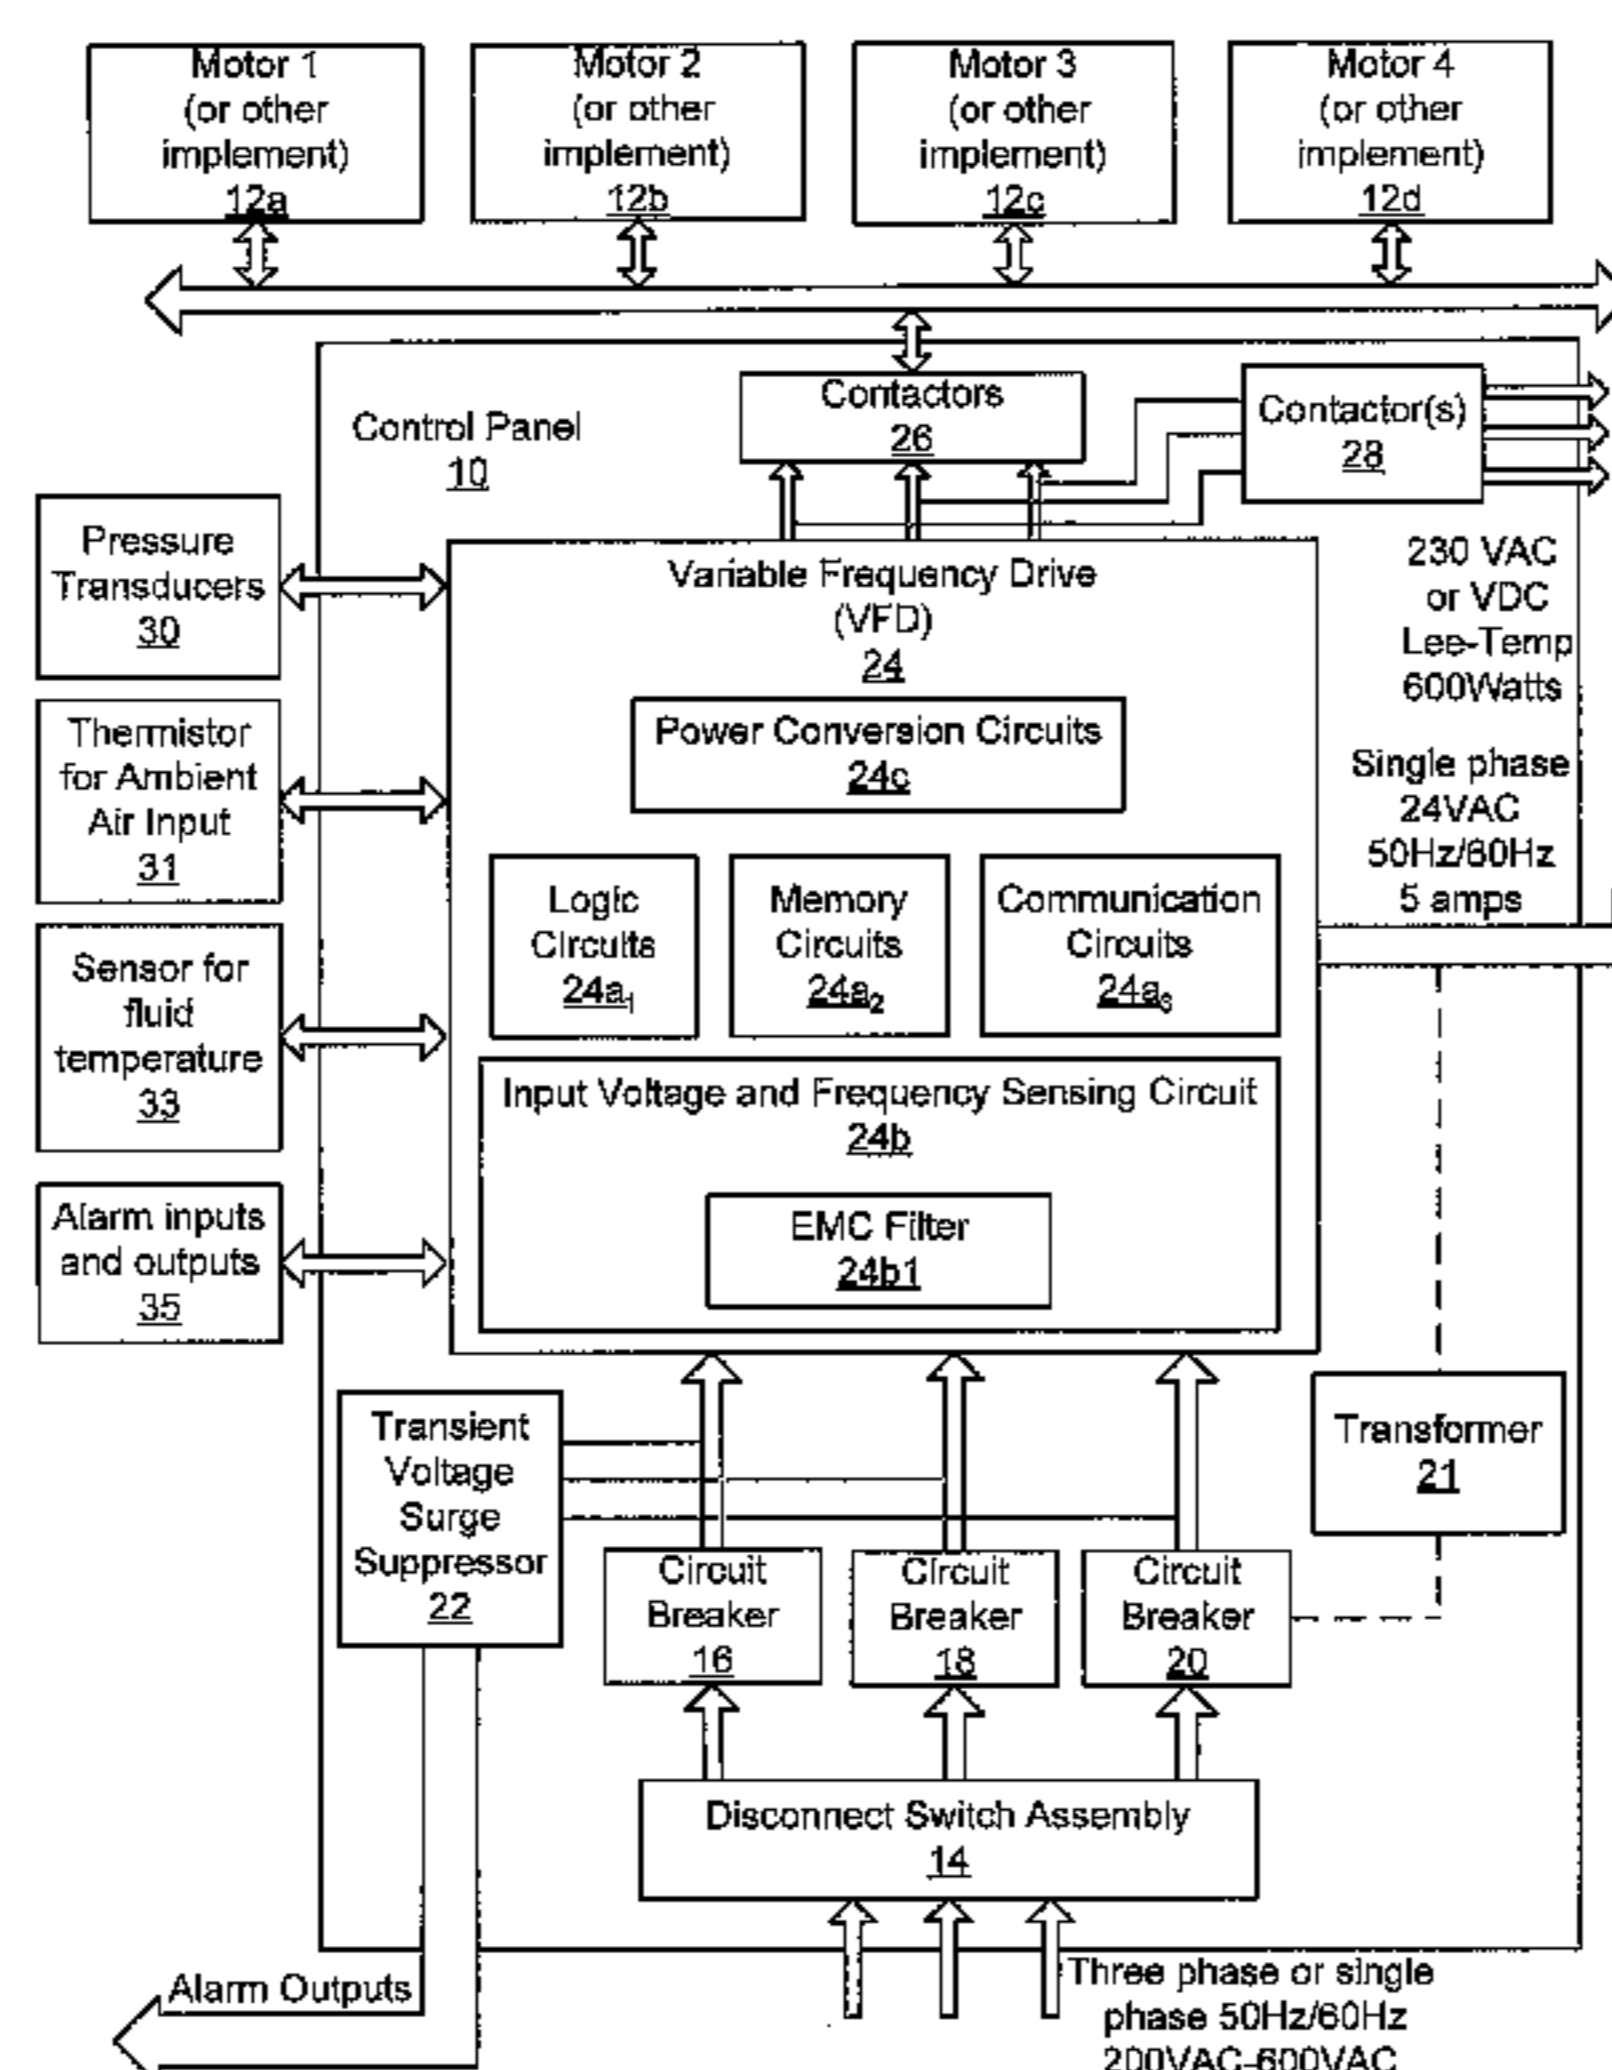 Motor 1
(or other
implement)
12a
Motor 2
(or other
implement)
12b
Motor 3
(or other
implement)
12c
Motor 4
(or other
implement)
12d
Control Panel
10
Contactors
26
Contactor(s)
28
Pressure
Transducers
30
Thermistor
for Ambient
Air Input
31
Sensor for
fluid
temperature
33
Alarm inputs
and outputs
35
Variable Frequency Drive
(VFD)
24
Power Conversion Circuits
24c
Logic
Circuits
24a1
Memory
Circuits
24a2
Communication
Circuits
24a3
Input Voltage and Frequency Sensing Circuit
24b
EMC Filter
24b1
230 VAC
or VDC
Lee-Temp
600Watts
Single phase
24VAC
50Hz/60Hz
5 amps
Transformer
21
Transient
Voltage
Surge
Suppressor
22
Circuit
Breaker
16
Circuit
Breaker
18
Circuit
Breaker
20
Disconnect Switch Assembly
14
Alarm Outputs
Three phase or single
phase 50Hz/60Hz
200VAC-600VAC